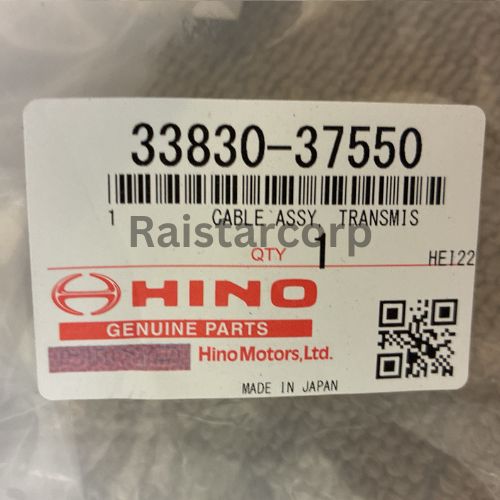 33830-37550
1 CABLE ASSY, TRANSMIS
Raistarcorp
QTY 1
HEI22
HINO
GENUINE PARTS
Hino Motors, Ltd.
MADE IN JAPAN